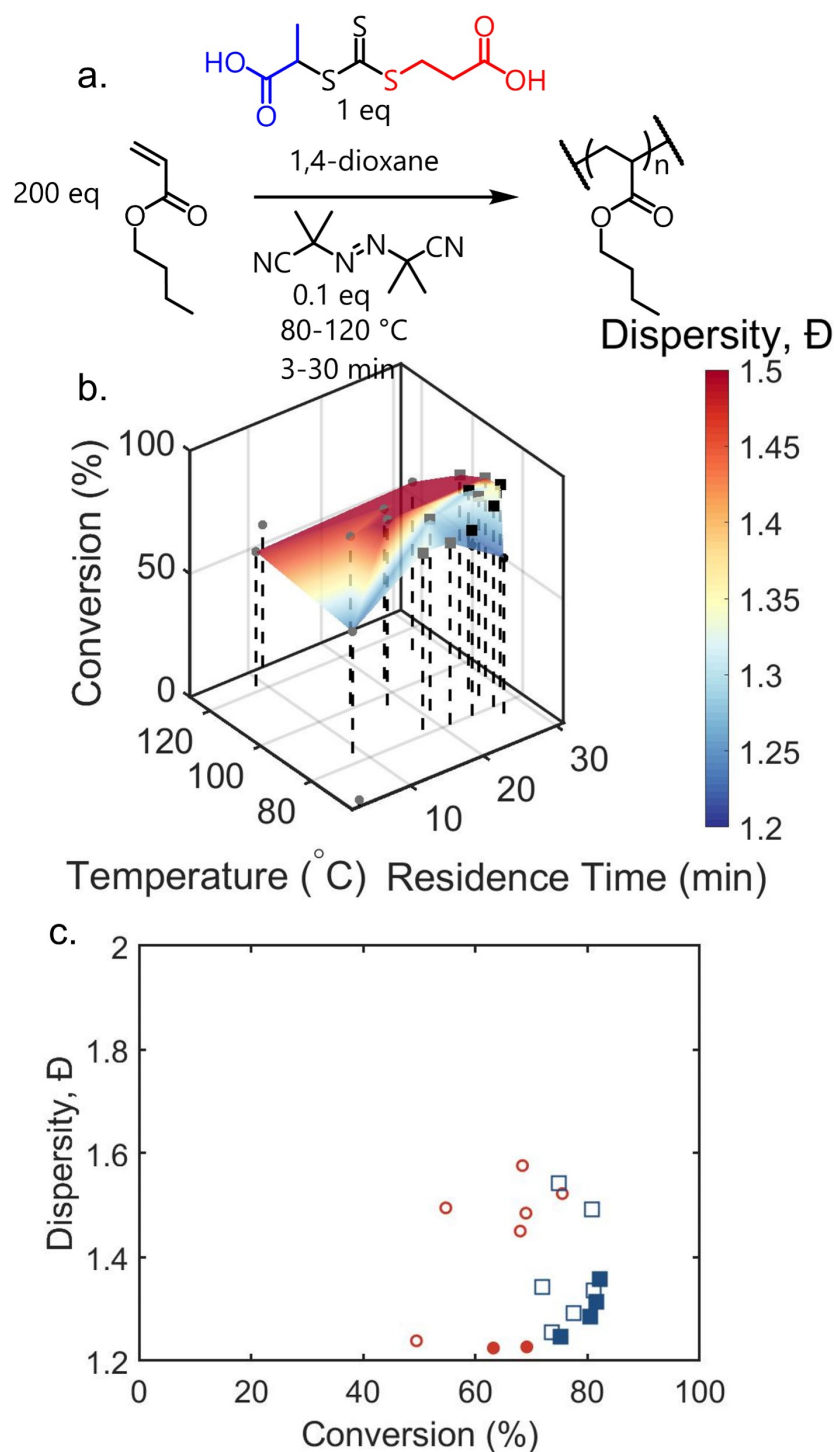 a.
HO
O
S
S
S
O
OH
1 eq
200 eq
O
O
1,4-dioxane
NC
N
N
CN
0.1 eq
80-120 °C
3-30 min
n
O
O
Dispersity, Đ
b.
Conversion (%)
100
50
0
120
100
80
10
20
30
Temperature (°C)
Residence Time (min)
1.5
1.45
1.4
1.35
1.3
1.25
1.2
c.
Dispersity, Đ
2
1.8
1.6
1.4
1.2
0
20
40
60
80
100
Conversion (%)